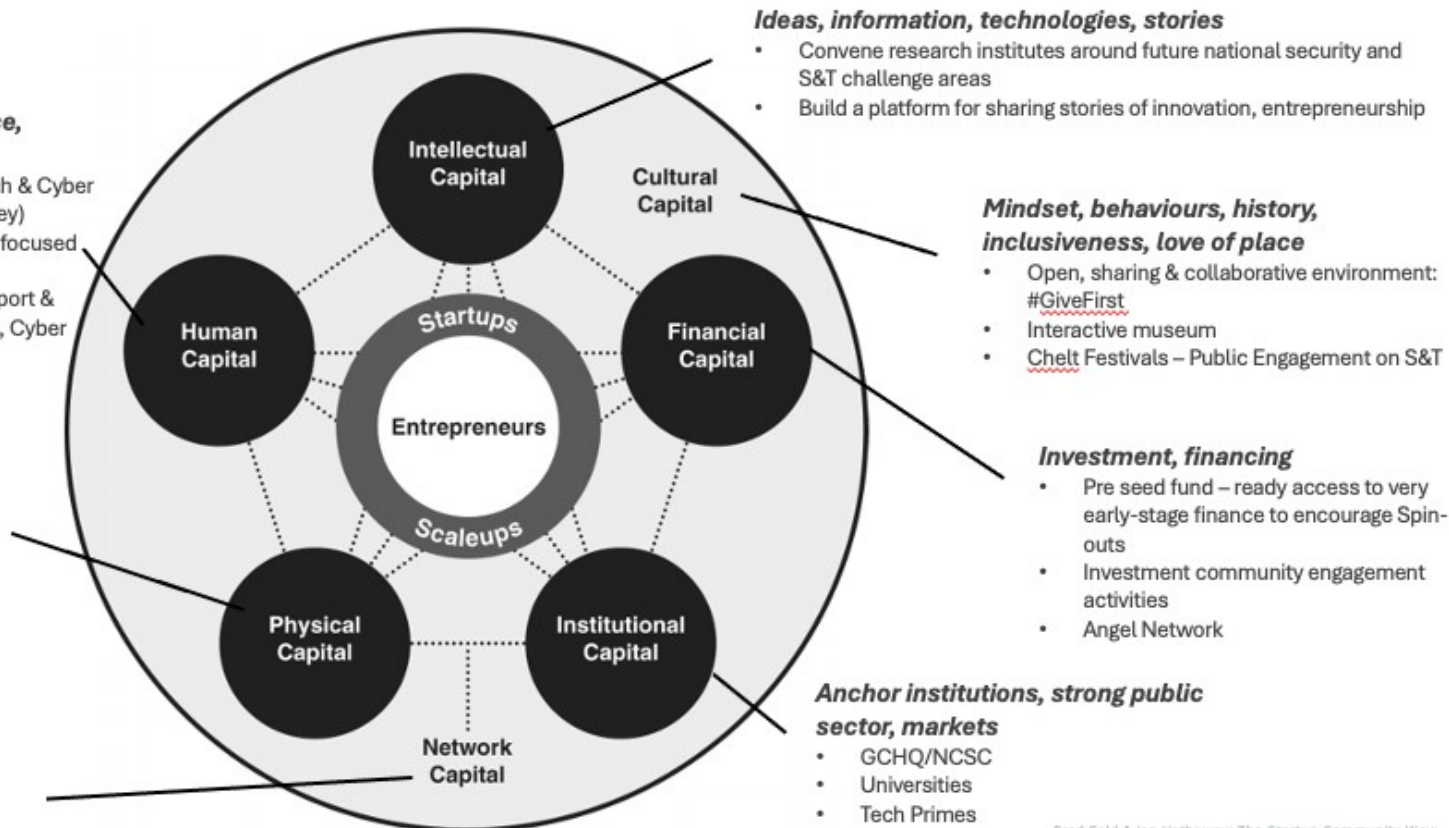 Ideas, information, technologies, stories
• Convene research institutes around future national security and
S&T challenge areas
• Build a platform for sharing stories of innovation, entrepreneurship
Intellectual
Capital
Cultural
Capital
Mindset, behaviours, history,
inclusiveness, love of place
• Open, sharing & collaborative environment:
#GiveFirst
• Interactive museum
• Chelt Festivals – Public Engagement on S&T
& Cyber
focused
&
, Cyber
Human
Capital
Startups
Financial
Capital
Entrepreneurs
Scaleups
Investment, financing
• Pre seed fund – ready access to very
early-stage finance to encourage Spin-
outs
• Investment community engagement
activities
• Angel Network
Physical
Capital
Institutional
Capital
Network
Capital
Anchor institutions, strong public
sector, markets
• GCHQ/NCSC
• Universities
• Tech Primes